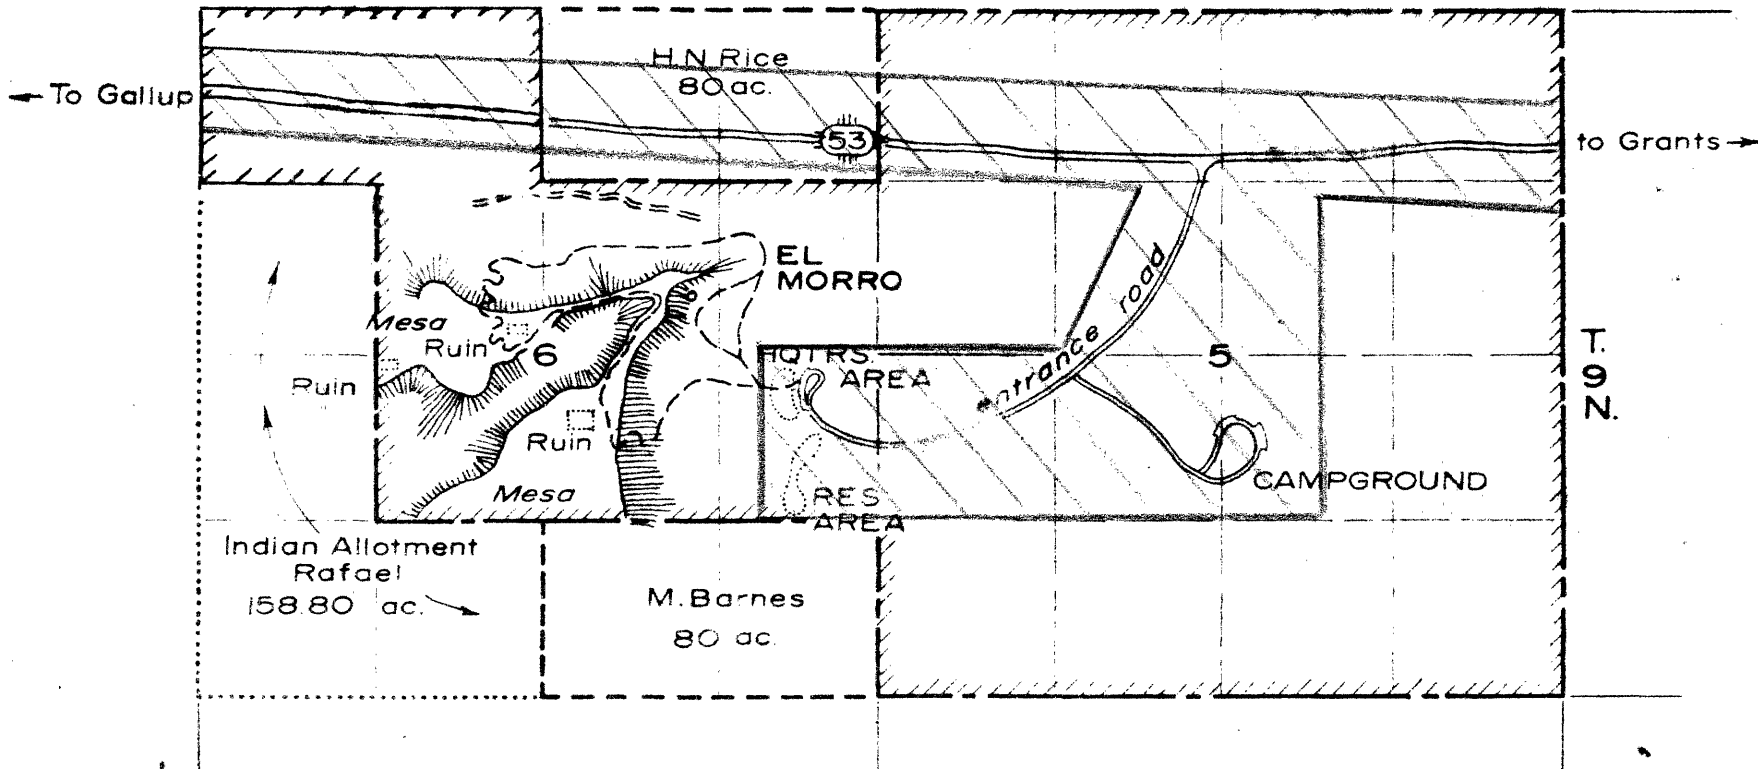 H.N. Rice
80 ac.
← To Gallup
53
to Grants →
EL
MORRO
Mesa
Ruin
6
Ruin
HQTRS.
AREA
entrance road
5
T.
9
N.
Ruin
Mesa
RES
AREA
CAMPGROUND
Indian Allotment
Rafael
158.80 ac.
M. Barnes
80 ac.